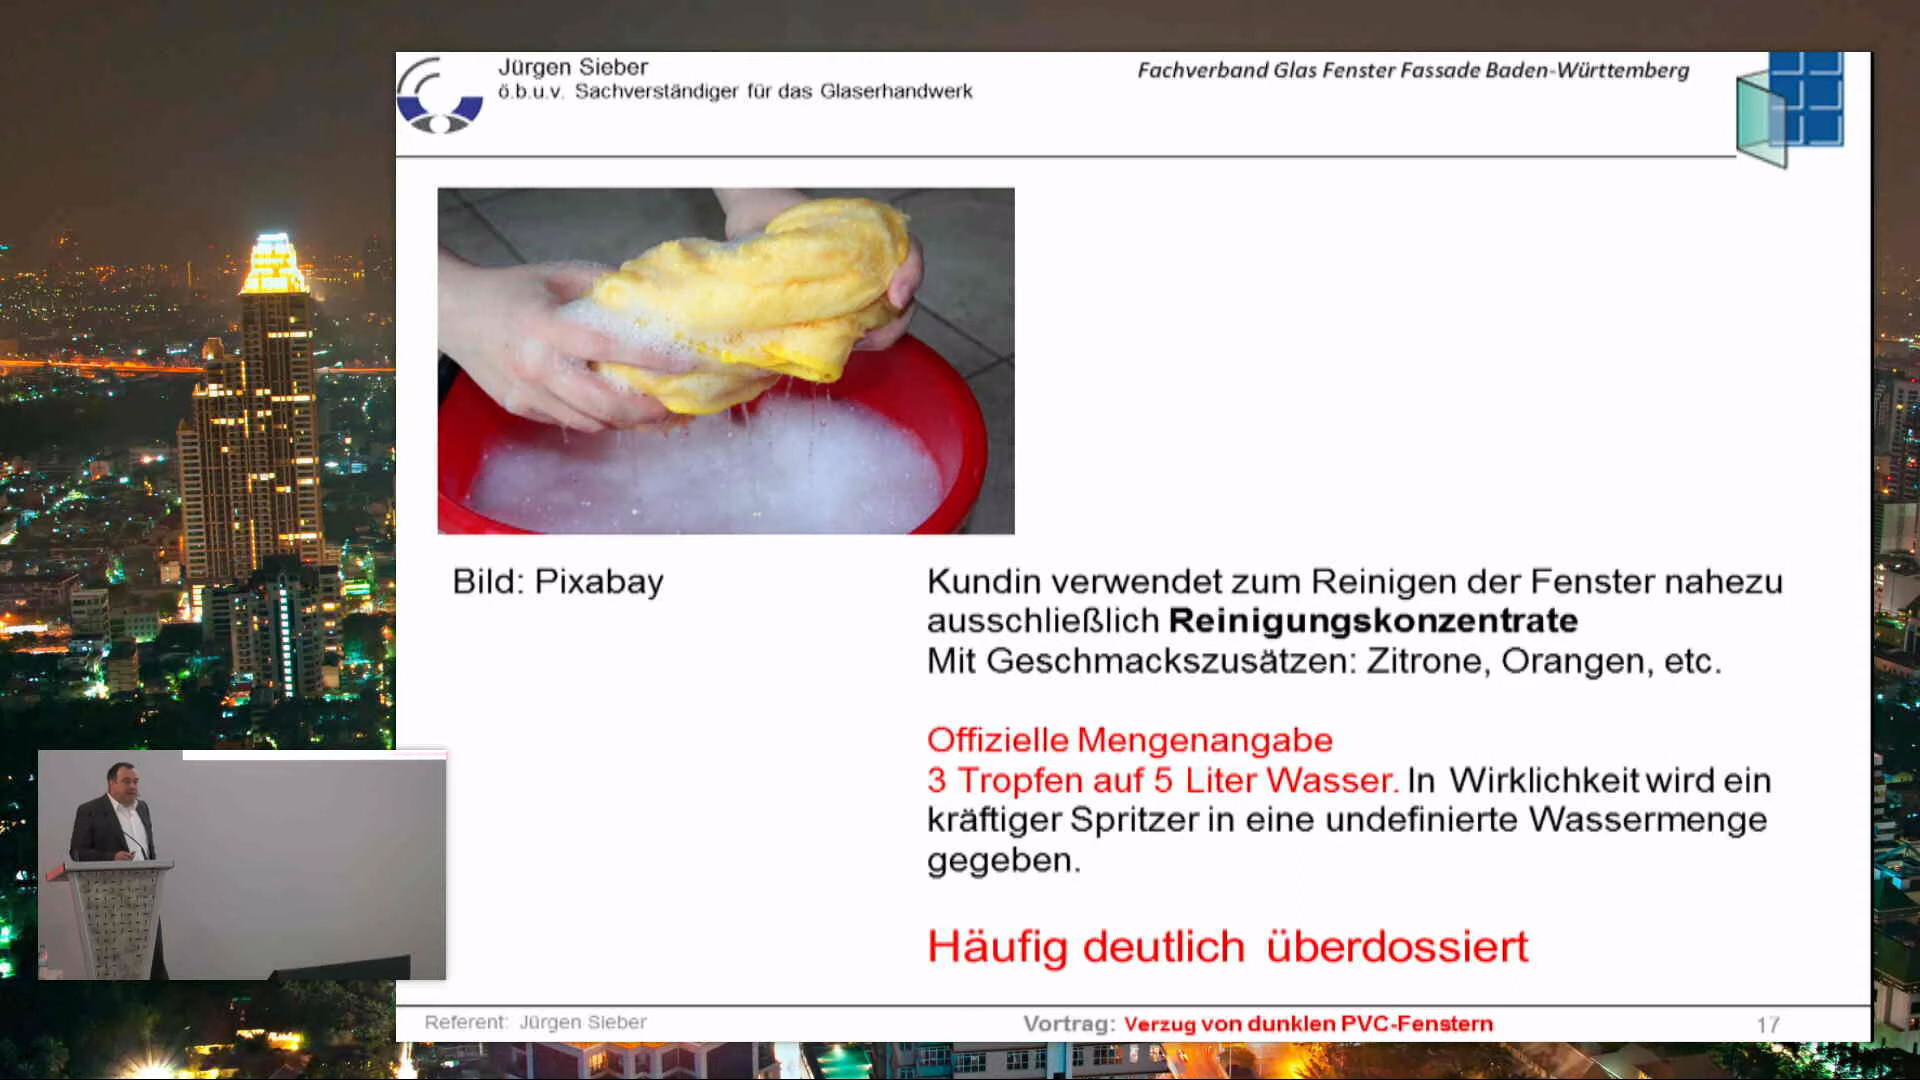 Jürgen Sieber
ö.b.u.v. Sachverständiger für das Glaserhandwerk
Fachverband Glas Fenster Fassade Baden-Württemberg
Bild: Pixabay
Kundin verwendet zum Reinigen der Fenster nahezu
ausschließlich Reinigungskonzentrate
Mit Geschmackszusätzen: Zitrone, Orangen, etc.
Offizielle Mengenangabe
3 Tropfen auf 5 Liter Wasser. In Wirklichkeit wird ein
kräftiger Spritzer in eine undefinierte Wassermenge
gegeben.
Häufig deutlich überdossiert
Referent: Jürgen Sieber
Vortrag: Verzug von dunklen PVC-Fenstern
17